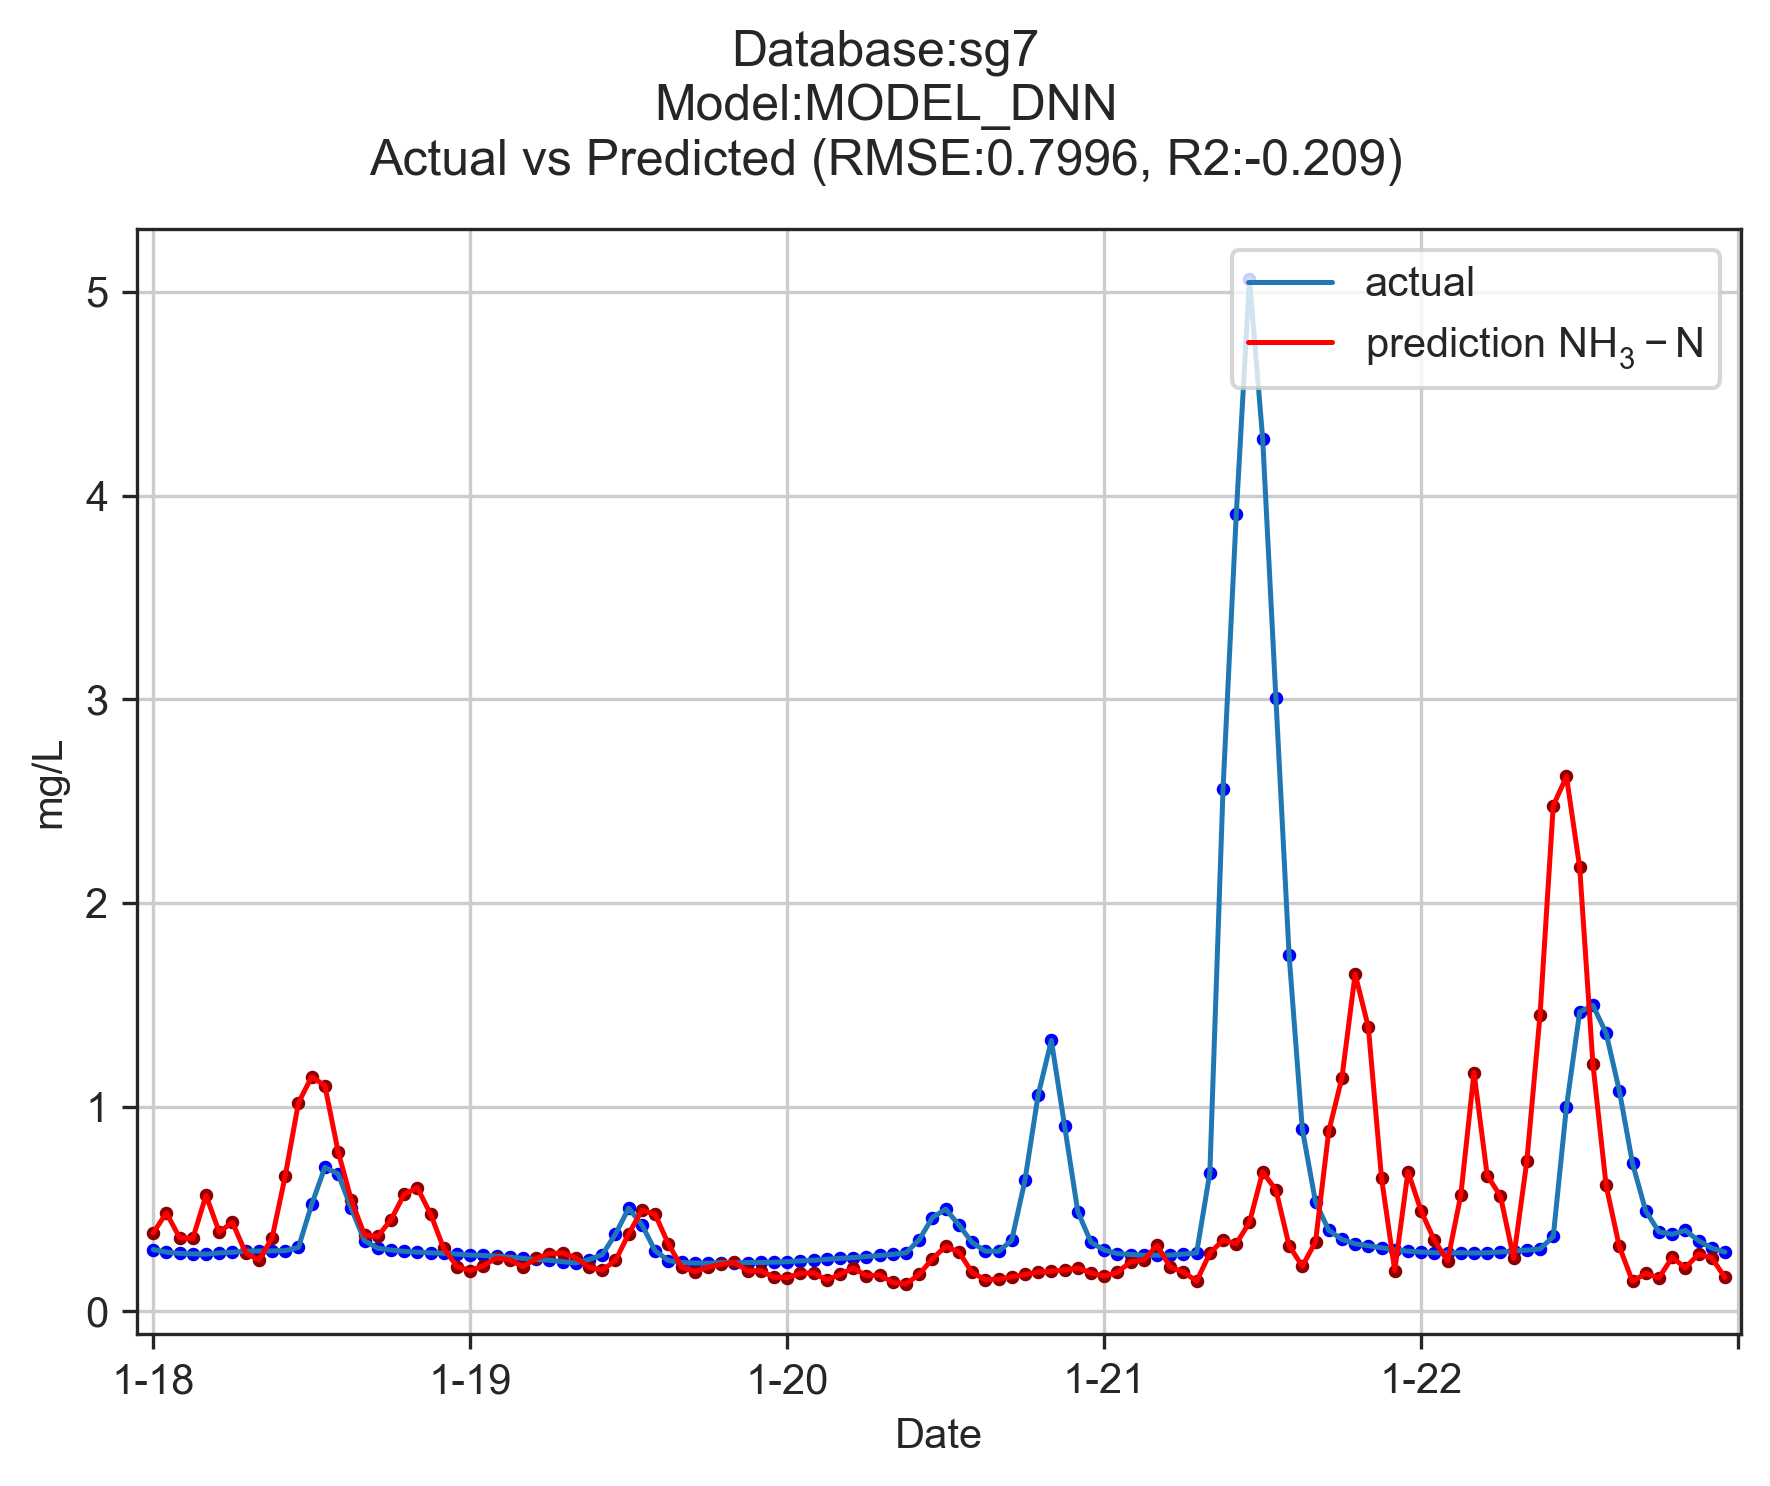 Database:sg7
Model:MODEL_DNN
Actual vs Predicted (RMSE:0.7996, R2:-0.209)
actual
prediction NH₃ − N
5
4
3
2
1
0
mg/L
1-18 1-19 1-20 1-21 1-22
Date